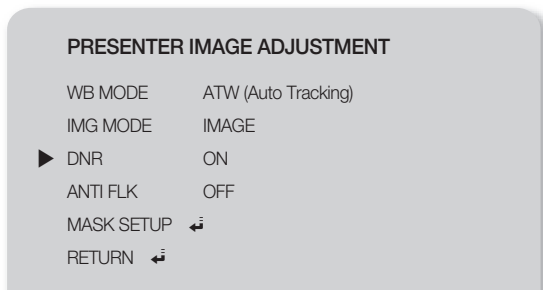 PRESENTER IMAGE ADJUSTMENT
WB MODE ATW (Auto Tracking)
IMG MODE IMAGE
▶ DNR ON
ANTI FLK OFF
MASK SETUP ↵
RETURN ↵